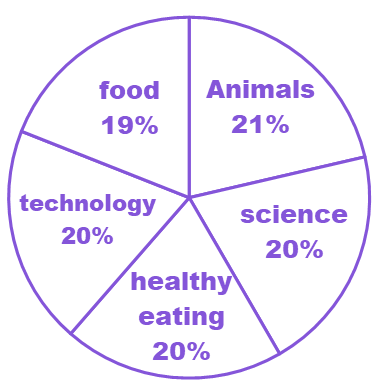 food
19%
Animals
21%
technology
20%
science
20%
healthy
eating
20%